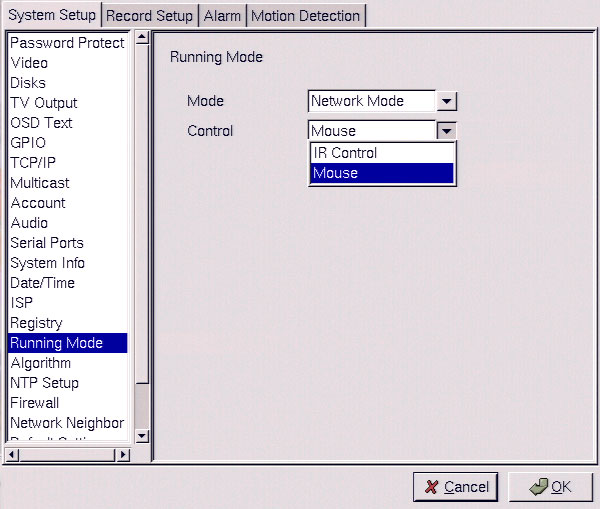 System Setup Record Setup Alarm Motion Detection
Password Protect
Video
Disks
TV Output
OSD Text
GPIO
TCP/IP
Multicast
Account
Audio
Serial Ports
System Info
Date/Time
ISP
Registry
Running Mode
Algorithm
NTP Setup
Firewall
Network Neighbor
Running Mode
Mode Network Mode
Control Mouse
IR Control
Mouse
Cancel OK